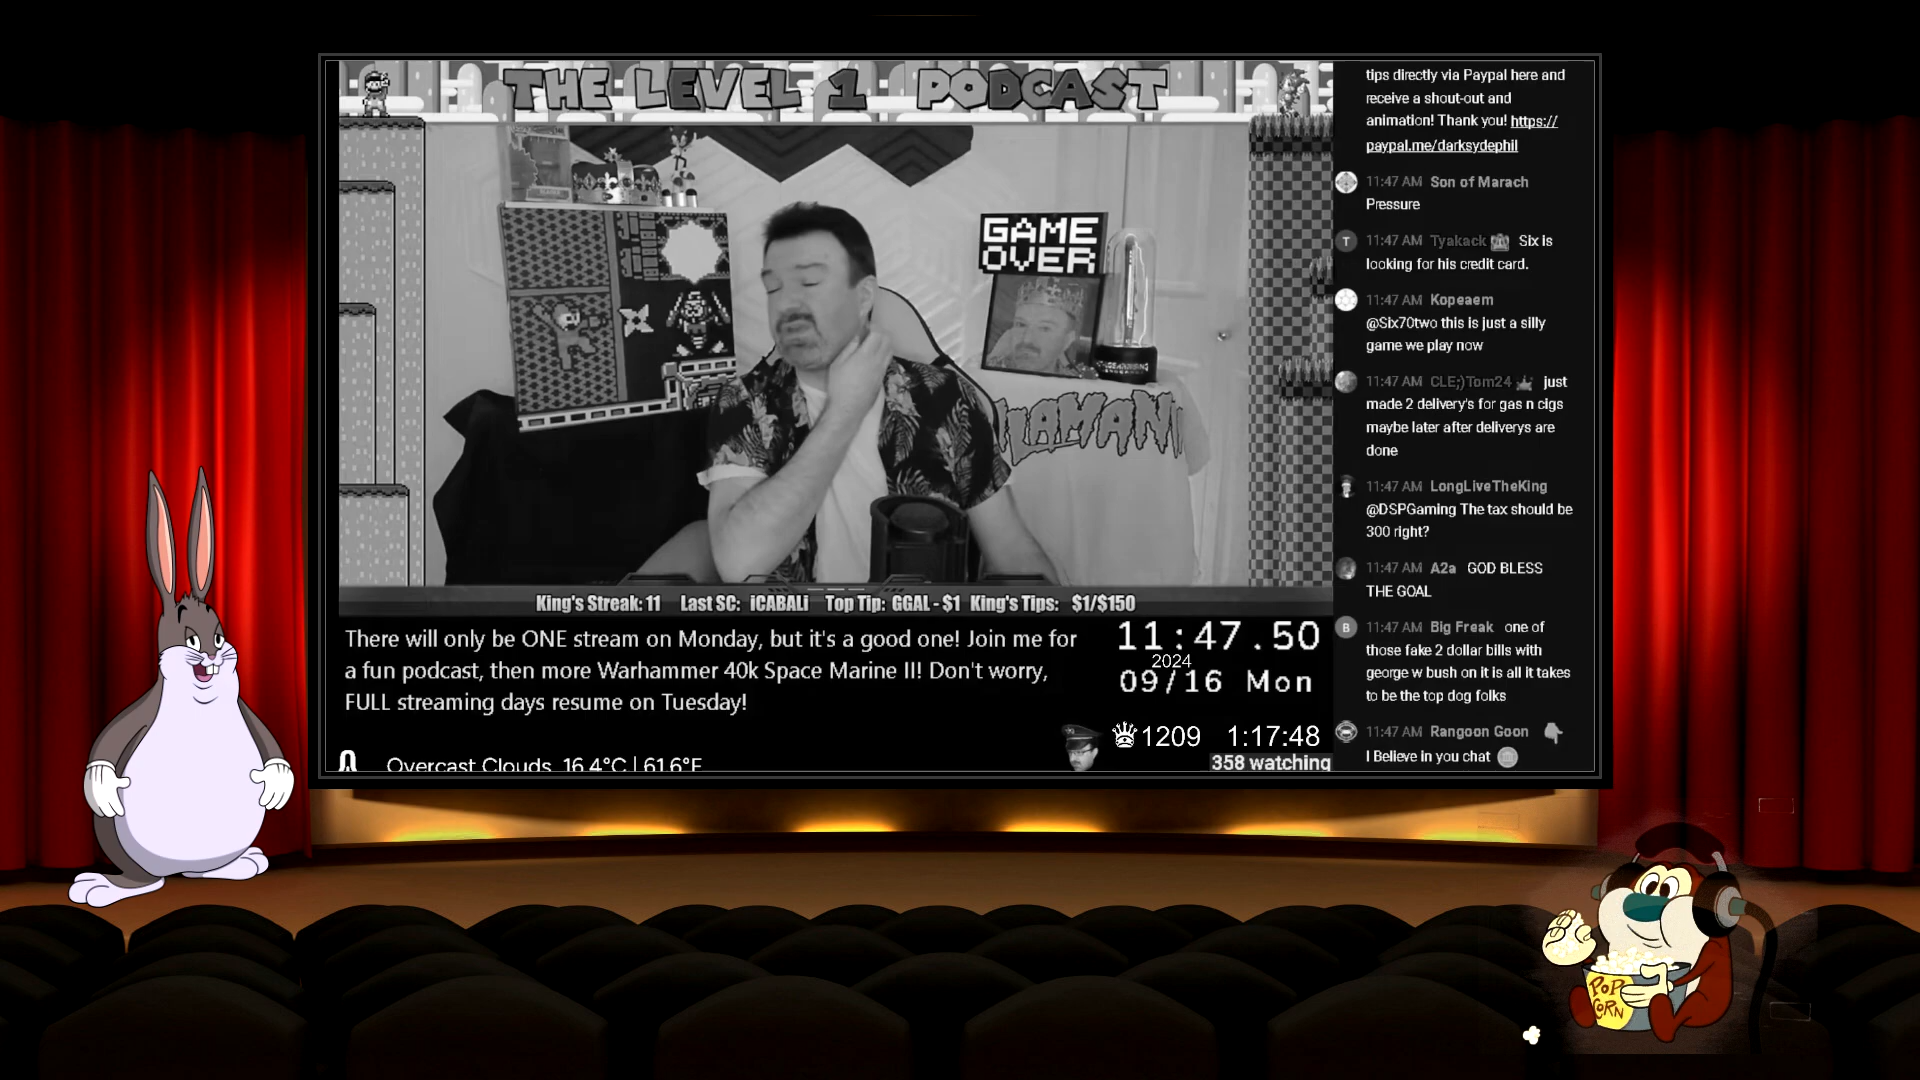 THE LEVEL 1 PODCAST
GAME
OVER
King's Streak: 11 Last SC: iCABALi Top Tip: GGAL - $1 King's Tips: $1/$150
There will only be ONE stream on Monday, but it's a good one! Join me for
a fun podcast, then more Warhammer 40k Space Marine II! Don't worry,
FULL streaming days resume on Tuesday!
11:47.50
2024
09/16 Mon
1209 1:17:48
358 watching
Overcast Clouds 16.4°C | 61.6°F
tips directly via Paypal here and
receive a shout-out and
animation! Thank you! https://
paypal.me/darksydephil
11:47 AM Son of Marach
Pressure
T 11:47 AM Tyakack Six is
looking for his credit card.
11:47 AM Kopeaem
@Six70two this is just a silly
game we play now
11:47 AM CLE;)Tom24 just
made 2 delivery's for gas n cigs
maybe later after deliverys are
done
11:47 AM LongLiveTheKing
@DSPGaming The tax should be
300 right?
11:47 AM A2a GOD BLESS
THE GOAL
B 11:47 AM Big Freak one of
those fake 2 dollar bills with
george w bush on it is all it takes
to be the top dog folks
11:47 AM Rangoon Goon
I Believe in you chat
POP
CORN